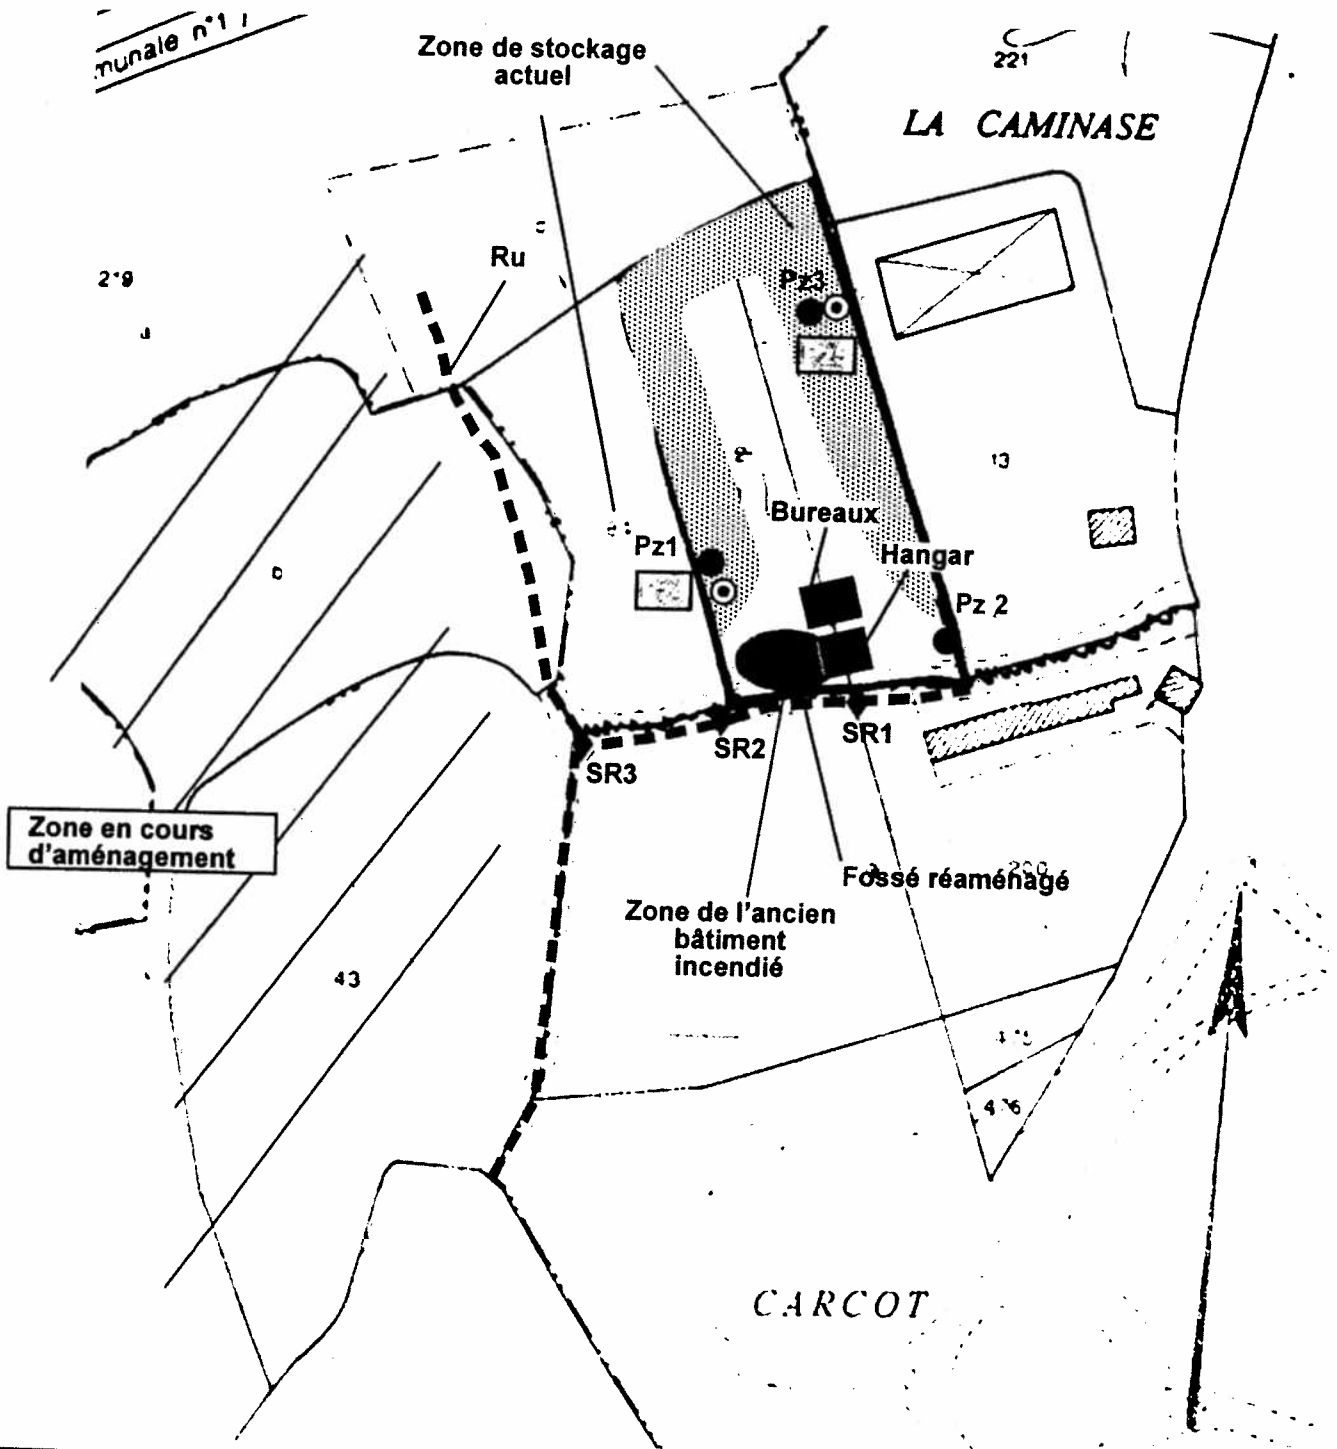 munale n°1
Zone de stockage
actuel
221
LA CAMINASE
Ru
219
Pz3
13
Bureaux
Pz1
Hangar
Pz 2
SR1
SR2
SR3
Zone en cours
d'aménagement
Fossé réaménagé
Zone de l'ancien
bâtiment
incendié
43
CARCOT